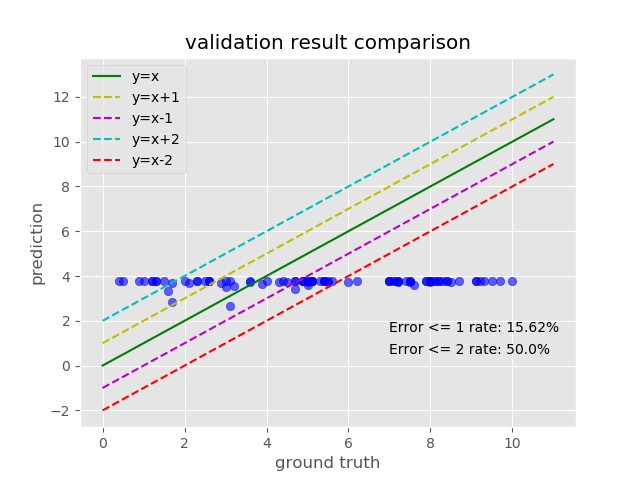 validation result comparison
y=x
y=x+1
y=x-1
y=x+2
y=x-2
12
10
8
6
4
2
0
−2
prediction
Error <= 1 rate: 15.62%
Error <= 2 rate: 50.0%
0 2 4 6 8 10
ground truth